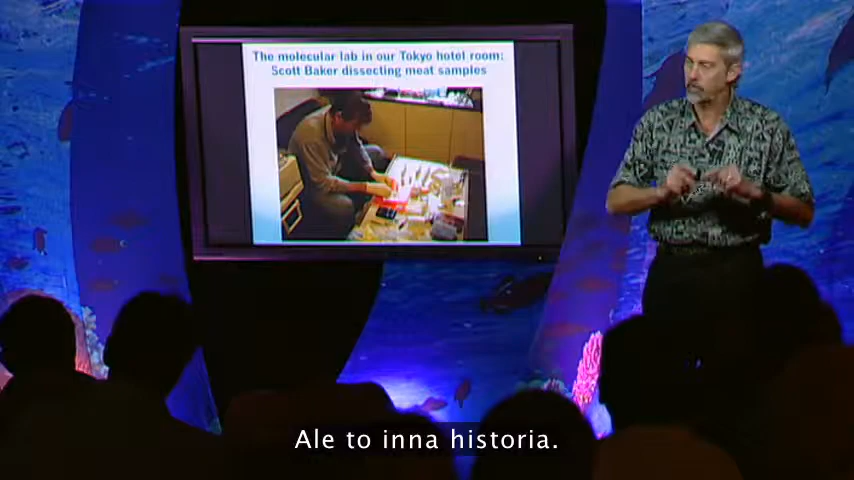 The molecular lab in our Tokyo hotel room:
Scott Baker dissecting meat samples
Ale to inna historia.